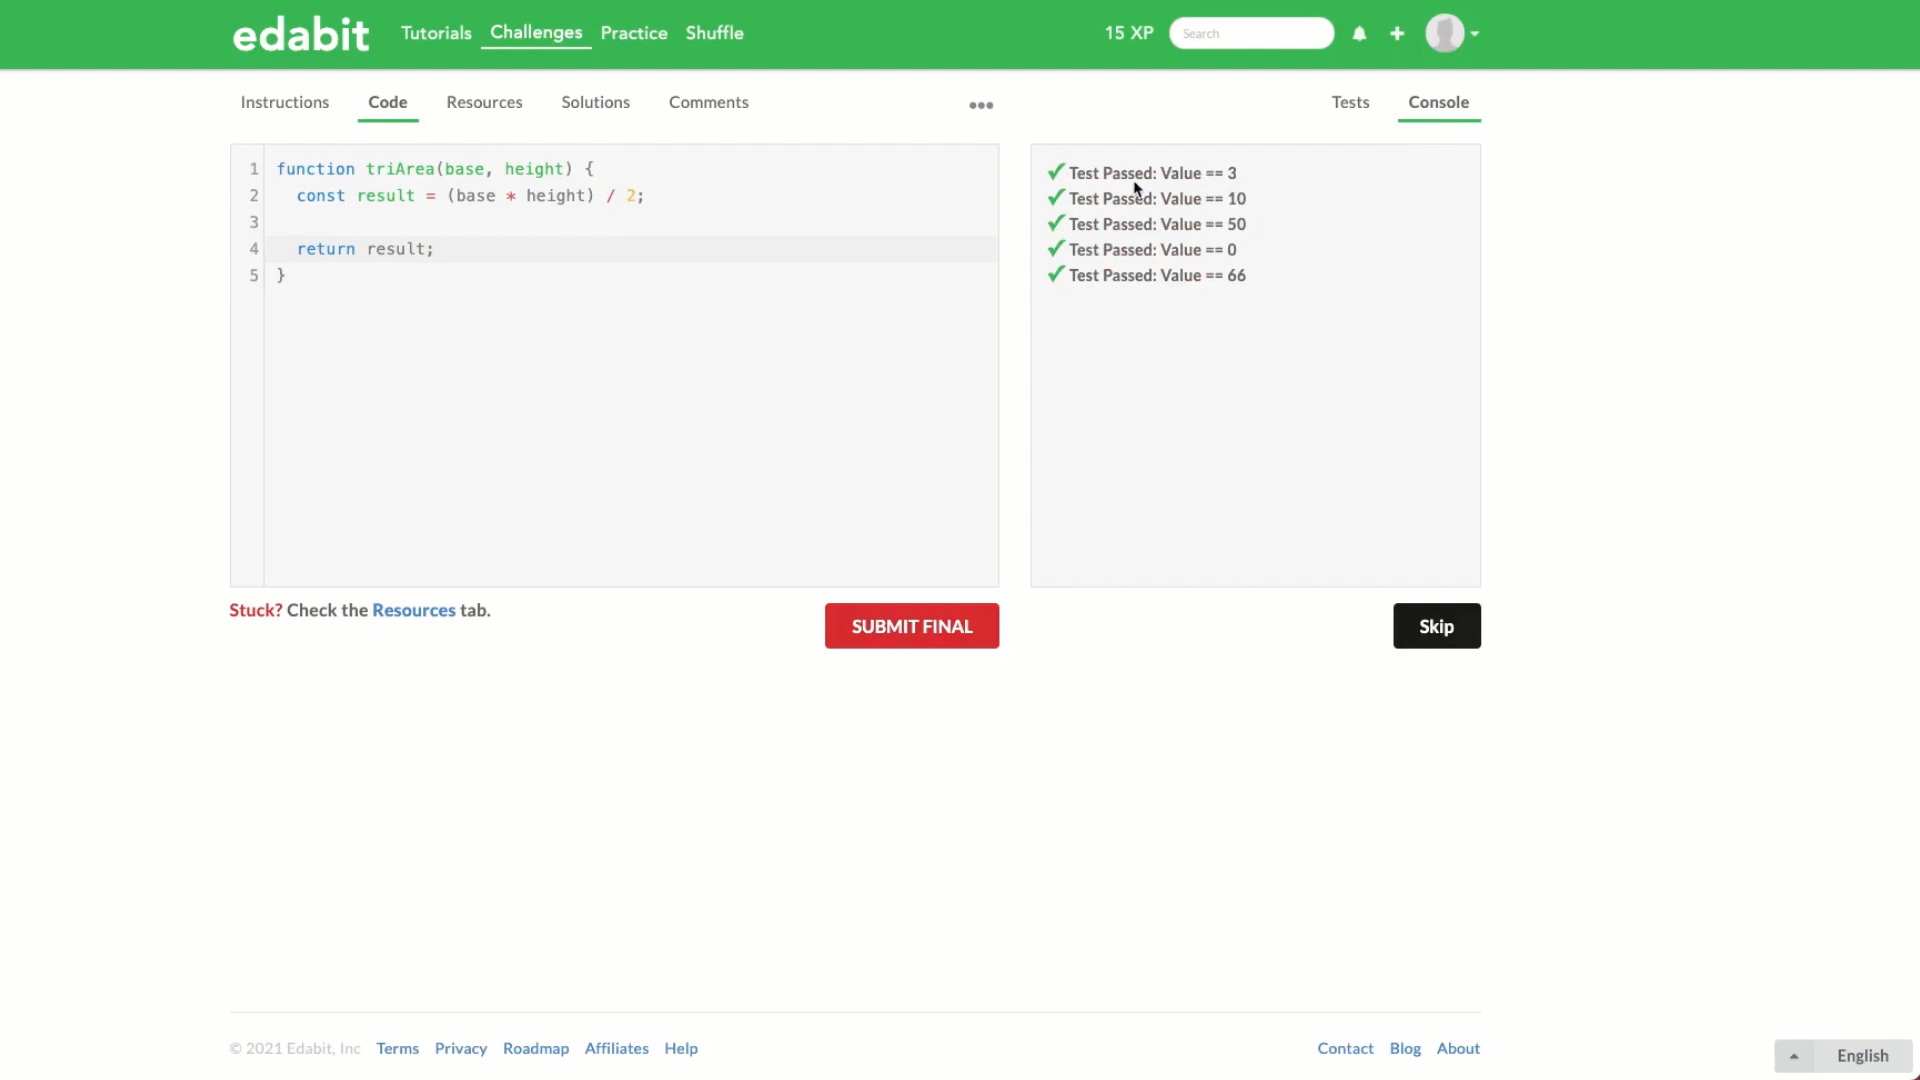 edabit Tutorials Challenges Practice Shuffle 15 XP Search
Instructions Code Resources Solutions Comments ••• Tests Console
1 function triArea(base, height) {
2 const result = (base * height) / 2;
3
4 return result;
5 }
Test Passed: Value == 3
Test Passed: Value == 10
Test Passed: Value == 50
Test Passed: Value == 0
Test Passed: Value == 66
Stuck? Check the Resources tab.
SUBMIT FINAL
Skip
© 2021 Edabit, Inc Terms Privacy Roadmap Affiliates Help Contact Blog About
English